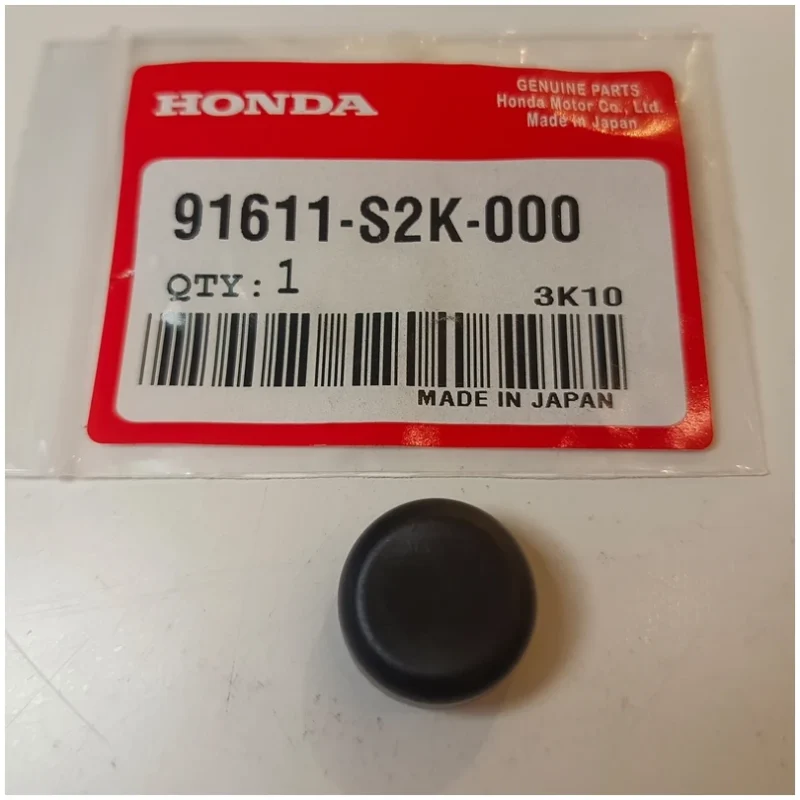 HONDA
GENUINE PARTS
Honda Motor Co., Ltd.
Made in Japan
91611-S2K-000
QTY: 1
3K10
MADE IN JAPAN